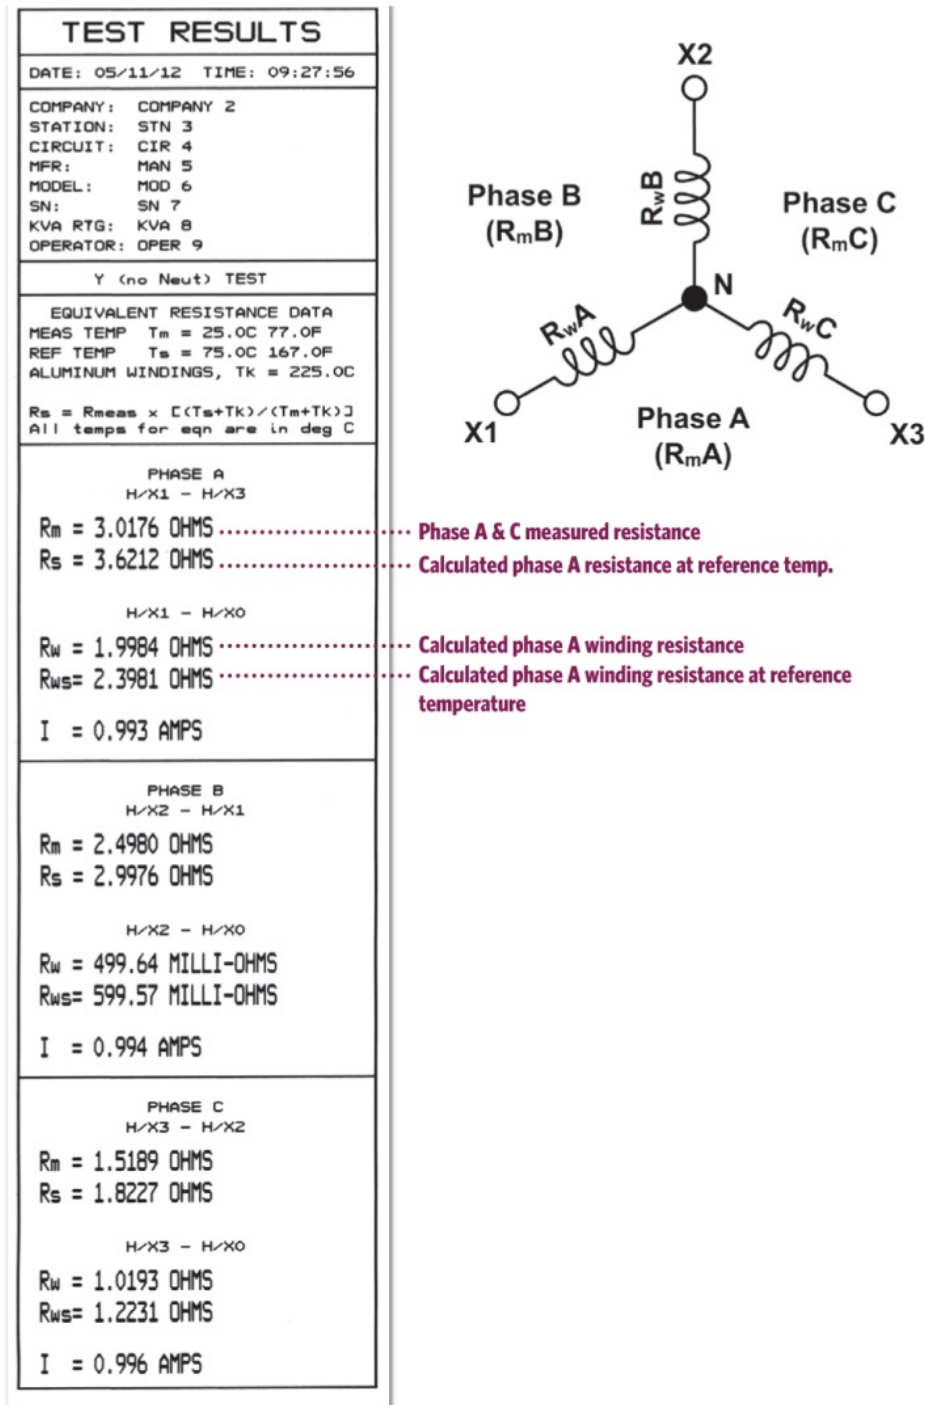 TEST RESULTS
DATE: 05/11/12 TIME: 09:27:56
COMPANY: COMPANY 2
STATION: STN 3
CIRCUIT: CIR 4
MFR: MAN 5
MODEL: MOD 6
SN: SN 7
KVA RTG: KVA 8
OPERATOR: OPER 9
Y (no Neut) TEST
EQUIVALENT RESISTANCE DATA
MEAS TEMP Tm = 25.0C 77.0F
REF TEMP Ts = 75.0C 167.0F
ALUMINUM WINDINGS, TK = 225.0C
Rs = Rmeas x [(Ts+TK)/(Tm+TK)]
All temps for eqn are in deg C
PHASE A
H/X1 - H/X3
Rm = 3.0176 OHMS
Rs = 3.6212 OHMS
H/X1 - H/X0
Rw = 1.9984 OHMS
Rws= 2.3981 OHMS
I = 0.993 AMPS
PHASE B
H/X2 - H/X1
Rm = 2.4980 OHMS
Rs = 2.9976 OHMS
H/X2 - H/X0
Rw = 499.64 MILLI-OHMS
Rws= 599.57 MILLI-OHMS
I = 0.994 AMPS
PHASE C
H/X3 - H/X2
Rm = 1.5189 OHMS
Rs = 1.8227 OHMS
H/X3 - H/X0
Rw = 1.0193 OHMS
Rws= 1.2231 OHMS
I = 0.996 AMPS
X2
RwB
Phase B
(RmB)
Phase C
(RmC)
N
RwA
RwC
X1
Phase A
(RmA)
X3
Phase A & C measured resistance
Calculated phase A resistance at reference temp.
Calculated phase A winding resistance
Calculated phase A winding resistance at reference
temperature